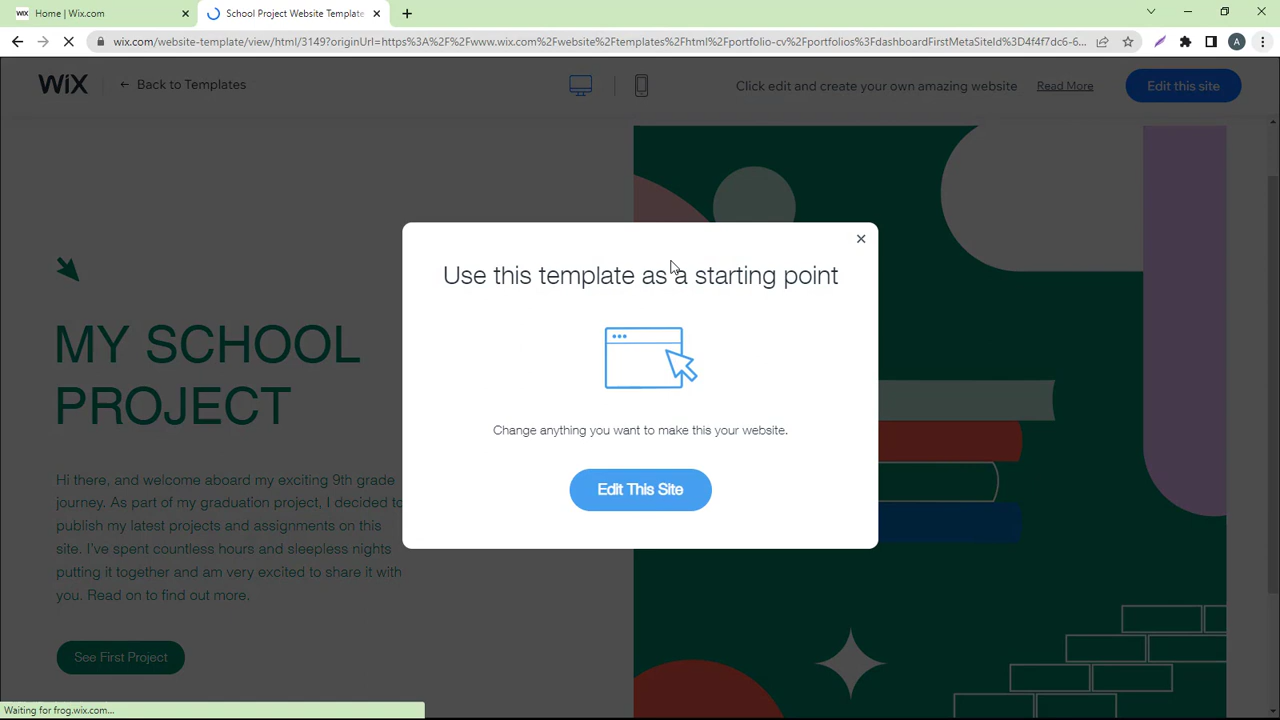 Home | Wix.com
School Project Website Template
wix.com/website-template/view/html/3149?originUrl=https%3A%2F%2Fwww.wix.com%2Fwebsite%2Ftemplates%2Fhtml%2Fportfolio-cv%2Fportfolios%3FdashboardFirstMetaSiteId%3D4f4f7dc6-6...
A
WiX
← Back to Templates
Click edit and create your own amazing website
Read More
Edit this site
Use this template as a starting point
Change anything you want to make this your website.
Edit This Site
MY SCHOOL
PROJECT
Hi there, and welcome aboard my exciting 9th grade
journey. As part of my graduation project, I decided to
publish my latest projects and assignments on this
site. I've spent countless hours and sleepless nights
putting it together and am very excited to share it with
you. Read on to find out more.
See First Project
Waiting for frog.wix.com...